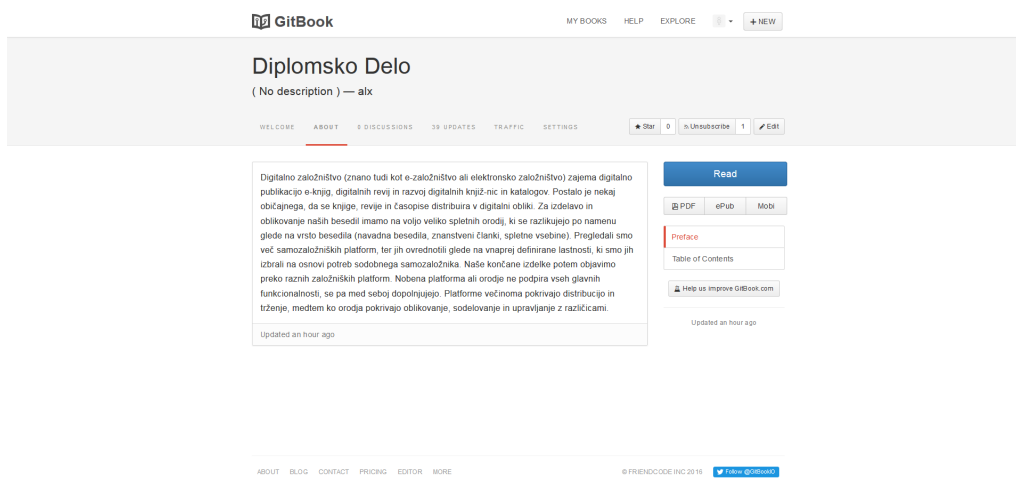 GitBook
MY BOOKS HELP EXPLORE + NEW
Diplomsko Delo
( No description ) — alx
WELCOME ABOUT 6 DISCUSSIONS 39 UPDATES TRAFFIC SETTINGS Star 0 Unsubscribe 1 Edit
Digitalno založništvo (znano tudi kot e-založništvo ali elektronsko založništvo) zajema digitalno
publikacijo e-knjig, digitalnih revij in razvoj digitalnih knjiž-nic in katalogov. Postalo je nekaj
običajnega, da se knjige, revije in časopise distribuira v digitalni obliki. Za izdelavo in
oblikovanje naših besedil imamo na voljo veliko spletnih orodij, ki se razlikujejo po namenu
glede na vrsto besedila (navadna besedila, znanstveni članki, spletne vsebine). Pregledali smo
več samozaložniških platform, ter jih ovrednotili glede na vnaprej definirane lastnosti, ki smo jih
izbrali na osnovi potreb sodobnega samozaložnika. Naše končane izdelke potem objavimo
preko raznih založniških platform. Nobena platforma ali orodje ne podpira vseh glavnih
funkcionalnosti, se pa med seboj dopolnjujejo. Platforme večinoma pokrivajo distribucijo in
trženje, medtem ko orodja pokrivajo oblikovanje, sodelovanje in upravljanje z različicami.
Updated an hour ago
Read
PDF ePub Mobi
Preface
Table of Contents
Help us improve GitBook.com
Updated an hour ago
ABOUT BLOG CONTACT PRICING EDITOR MORE © FRIENDCODE INC 2016 Follow @GitBookIO